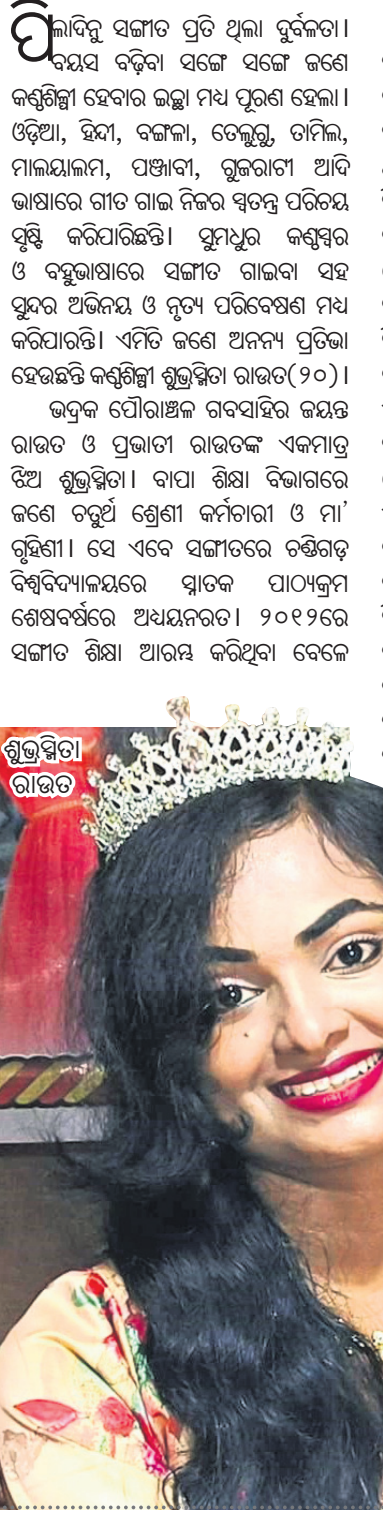 ପିଲାଦିନୁ ସଙ୍ଗୀତ ପ୍ରତି ଥିଲା ଦୁର୍ବଳତା।
ବୟସ ବଢ଼ିବା ସଙ୍ଗେ ସଙ୍ଗେ ଜଣେ
କଣ୍ଠଶିଳ୍ପୀ ହେବାର ଇଚ୍ଛା ମଧ୍ୟ ପୂରଣ ହେଲା।
ଓଡ଼ିଆ, ହିନ୍ଦୀ, ବଙ୍ଗଳା, ତେଲୁଗୁ, ତାମିଲ,
ମାଲୟାଲମ, ପଞ୍ଜାବୀ, ଗୁଜରାଟୀ ଆଦି
ଭାଷାରେ ଗୀତ ଗାଇ ନିଜର ସ୍ୱତନ୍ତ୍ର ପରିଚୟ
ସୃଷ୍ଟି କରିପାରିଛନ୍ତି। ସୁମଧୁର କଣ୍ଠସ୍ୱର
ଓ ବହୁଭାଷାରେ ସଙ୍ଗୀତ ଗାଇବା ସହ
ସୁନ୍ଦର ଅଭିନୟ ଓ ନୃତ୍ୟ ପରିବେଷଣ ମଧ୍ୟ
କରିପାରନ୍ତି। ଏମିତି ଜଣେ ଅନନ୍ୟ ପ୍ରତିଭା
ହେଉଛନ୍ତି କଣ୍ଠଶିଳ୍ପୀ ଶୁଭ୍ରସ୍ମିତା ରାଉତ(୨୦)।
ଭଦ୍ରକ ପୌରାଞ୍ଚଳ ଗବସାହିର ଜୟନ୍ତ
ରାଉତ ଓ ପ୍ରଭାତୀ ରାଉତଙ୍କ ଏକମାତ୍ର
ଝିଅ ଶୁଭ୍ରସ୍ମିତା। ବାପା ଶିକ୍ଷା ବିଭାଗରେ
ଜଣେ ଚତୁର୍ଥ ଶ୍ରେଣୀ କର୍ମଚାରୀ ଓ ମା’
ଗୃହିଣୀ। ସେ ଏବେ ସଙ୍ଗୀତରେ ଚଣ୍ଡିଗଡ଼
ବିଶ୍ୱବିଦ୍ୟାଳୟରେ ସ୍ନାତକ ପାଠ୍ୟକ୍ରମ
ଶେଷବର୍ଷରେ ଅଧ୍ୟୟନରତ। ୨୦୧୨ରେ
ସଙ୍ଗୀତ ଶିକ୍ଷା ଆରମ୍ଭ କରିଥିବା ବେଳେ
ଶୁଭ୍ରସ୍ମିତା
ରାଉତ